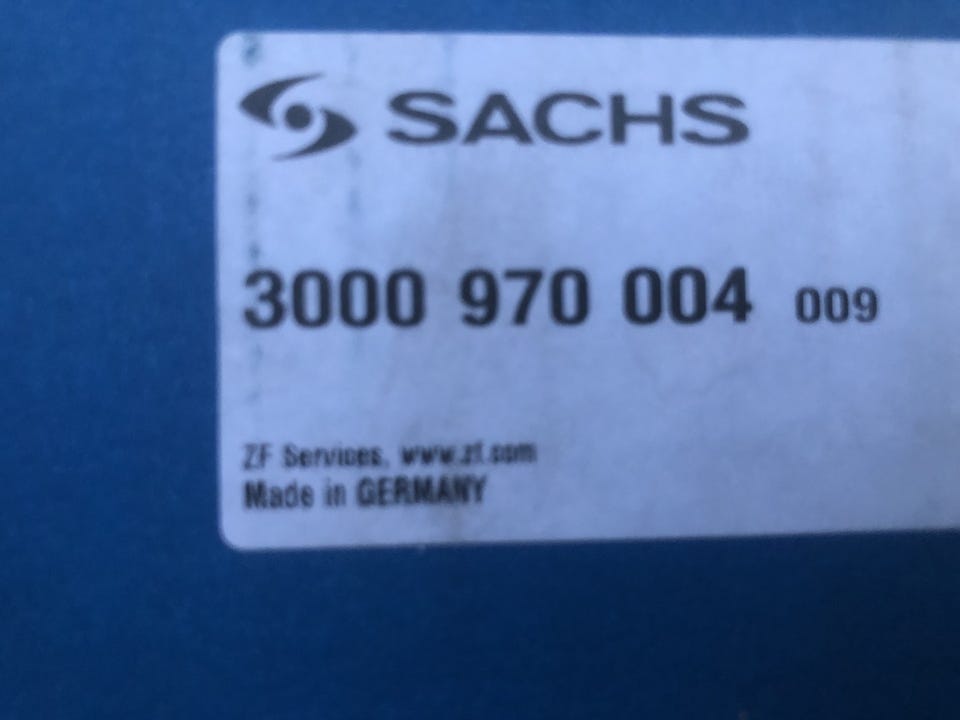 SACHS
3000 970 004 009
ZF Services, www.zf.com
Made in GERMANY